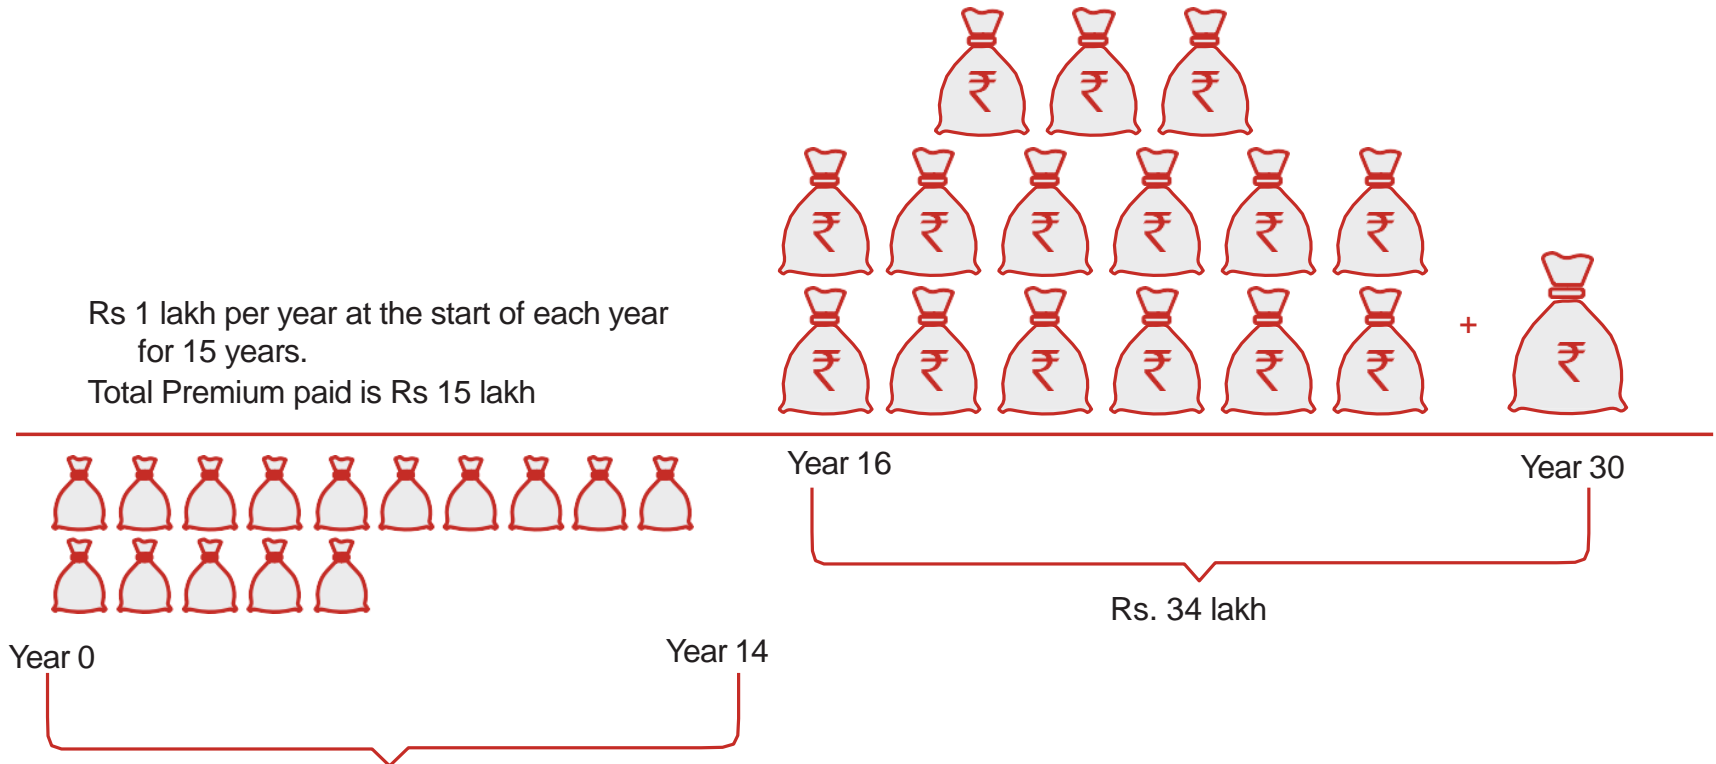 ₹ ₹ ₹
₹ ₹ ₹ ₹ ₹ ₹
Rs 1 lakh per year at the start of each year
for 15 years.
Total Premium paid is Rs 15 lakh
₹ ₹ ₹ ₹ ₹ ₹ + ₹
Year 16
Year 30
Rs. 34 lakh
Year 0
Year 14